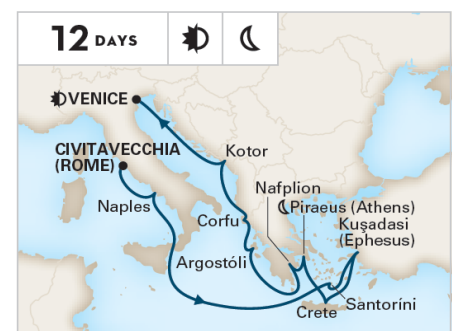 12 DAYS
VENICE
CIVITAVECCHIA
(ROME)
Kotor
Nafplion
Naples
Piraeus (Athens)
Corfu
Kuşadasi
(Ephesus)
Argostóli
Santoríni
Crete